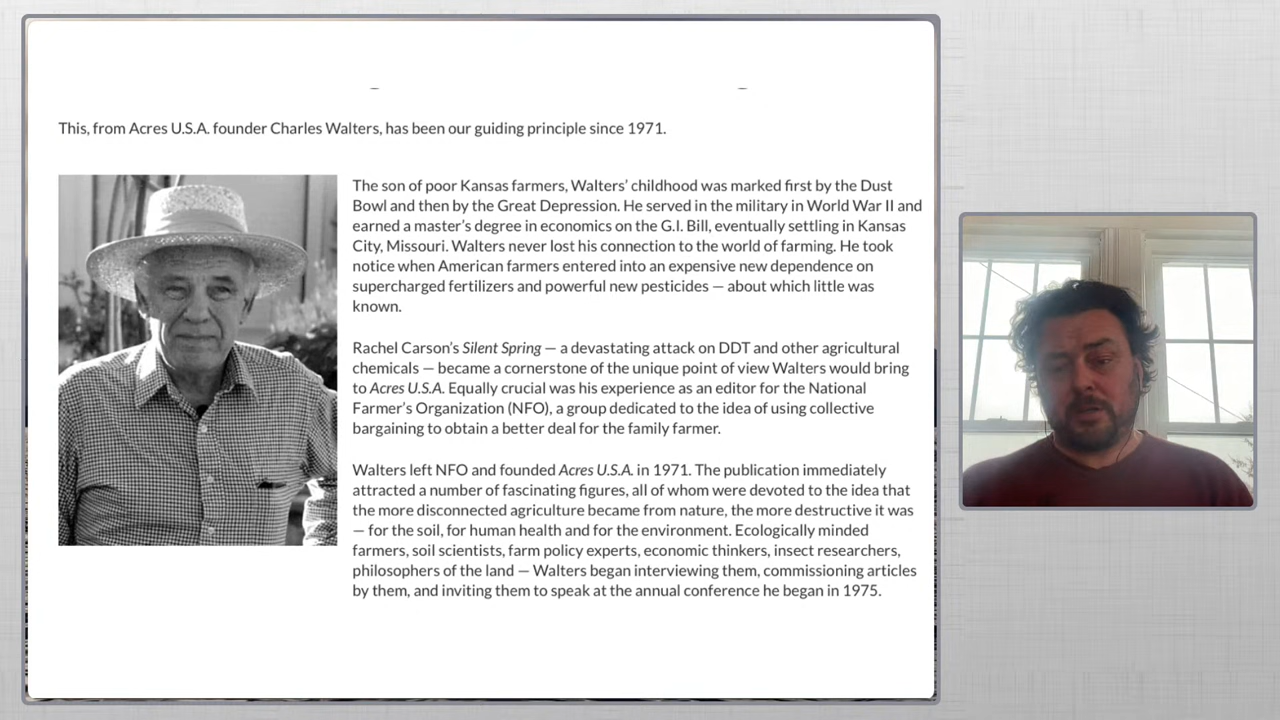 This, from Acres U.S.A. founder Charles Walters, has been our guiding principle since 1971.
The son of poor Kansas farmers, Walters’ childhood was marked first by the Dust
Bowl and then by the Great Depression. He served in the military in World War II and
earned a master’s degree in economics on the G.I. Bill, eventually settling in Kansas
City, Missouri. Walters never lost his connection to the world of farming. He took
notice when American farmers entered into an expensive new dependence on
supercharged fertilizers and powerful new pesticides — about which little was
known.
Rachel Carson’s Silent Spring — a devastating attack on DDT and other agricultural
chemicals — became a cornerstone of the unique point of view Walters would bring
to Acres U.S.A. Equally crucial was his experience as an editor for the National
Farmer’s Organization (NFO), a group dedicated to the idea of using collective
bargaining to obtain a better deal for the family farmer.
Walters left NFO and founded Acres U.S.A. in 1971. The publication immediately
attracted a number of fascinating figures, all of whom were devoted to the idea that
the more disconnected agriculture became from nature, the more destructive it was
— for the soil, for human health and for the environment. Ecologically minded
farmers, soil scientists, farm policy experts, economic thinkers, insect researchers,
philosophers of the land — Walters began interviewing them, commissioning articles
by them, and inviting them to speak at the annual conference he began in 1975.